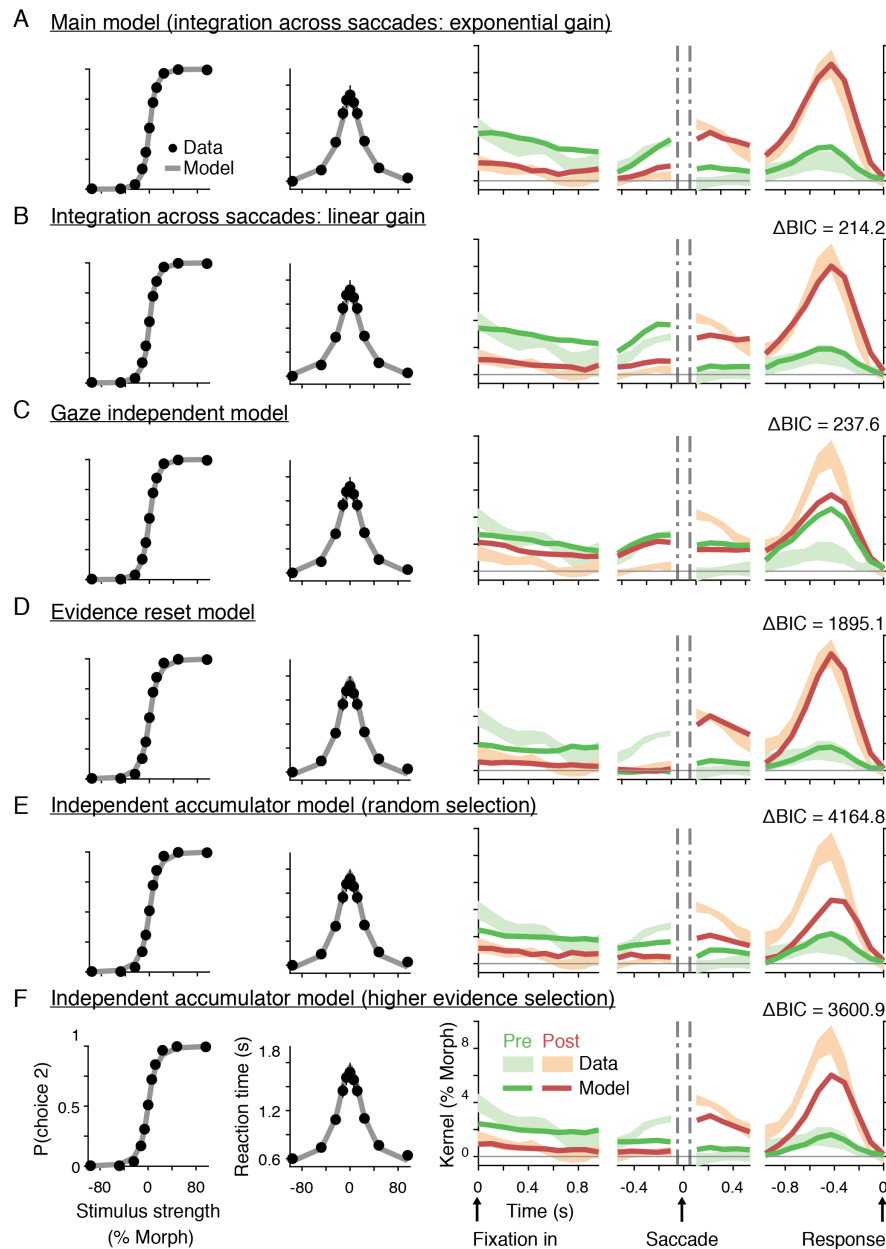 A Main model (integration across saccades: exponential gain)
Data
Model
B Integration across saccades: linear gain
ΔBIC = 214.2
C Gaze independent model
ΔBIC = 237.6
D Evidence reset model
ΔBIC = 1895.1
E Independent accumulator model (random selection)
ΔBIC = 4164.8
F Independent accumulator model (higher evidence selection)
ΔBIC = 3600.9
P(choice 2)
1
0.5
0
-80 0 80
Stimulus strength
(% Morph)
Reaction time (s)
1.8
1.2
0.6
-80 0 80
Kernel (% Morph)
8
4
0
Pre Post
Data
Model
0 0.4 0.8 -0.4 0 0.4 -0.8 -0.4 0
Time (s)
Fixation in Saccade Response